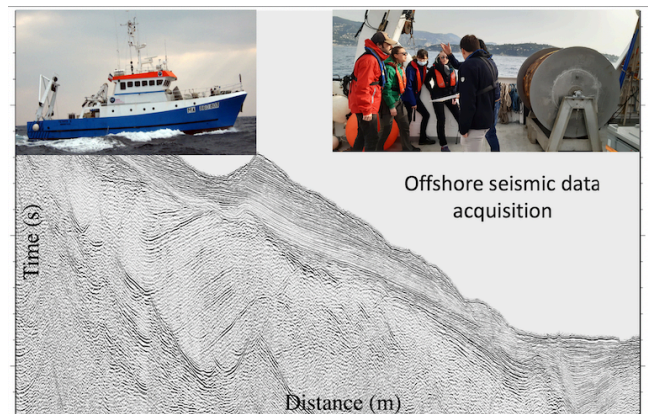 Offshore seismic data
acquisition
Time (s)
Distance (m)